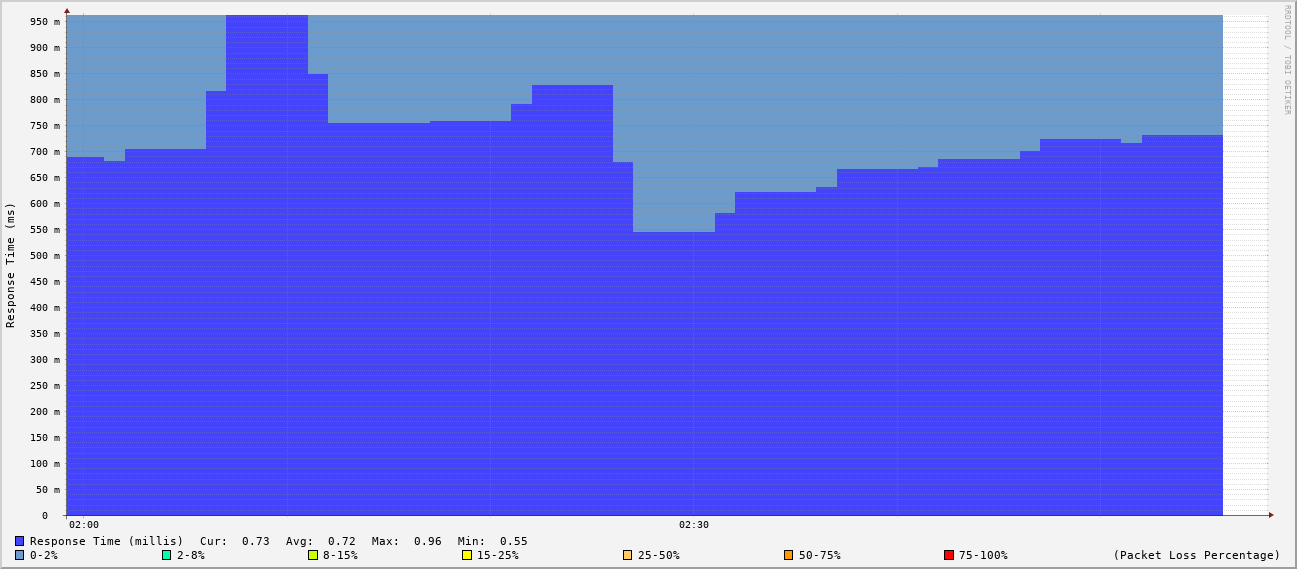 RRDTOOL / TOBI OETIKER
Response Time (ms)
950 m
900 m
850 m
800 m
750 m
700 m
650 m
600 m
550 m
500 m
450 m
400 m
350 m
300 m
250 m
200 m
150 m
100 m
50 m
0
02:00 02:30
Response Time (millis) Cur: 0.73 Avg: 0.72 Max: 0.96 Min: 0.55
0-2% 2-8% 8-15% 15-25% 25-50% 50-75% 75-100% (Packet Loss Percentage)